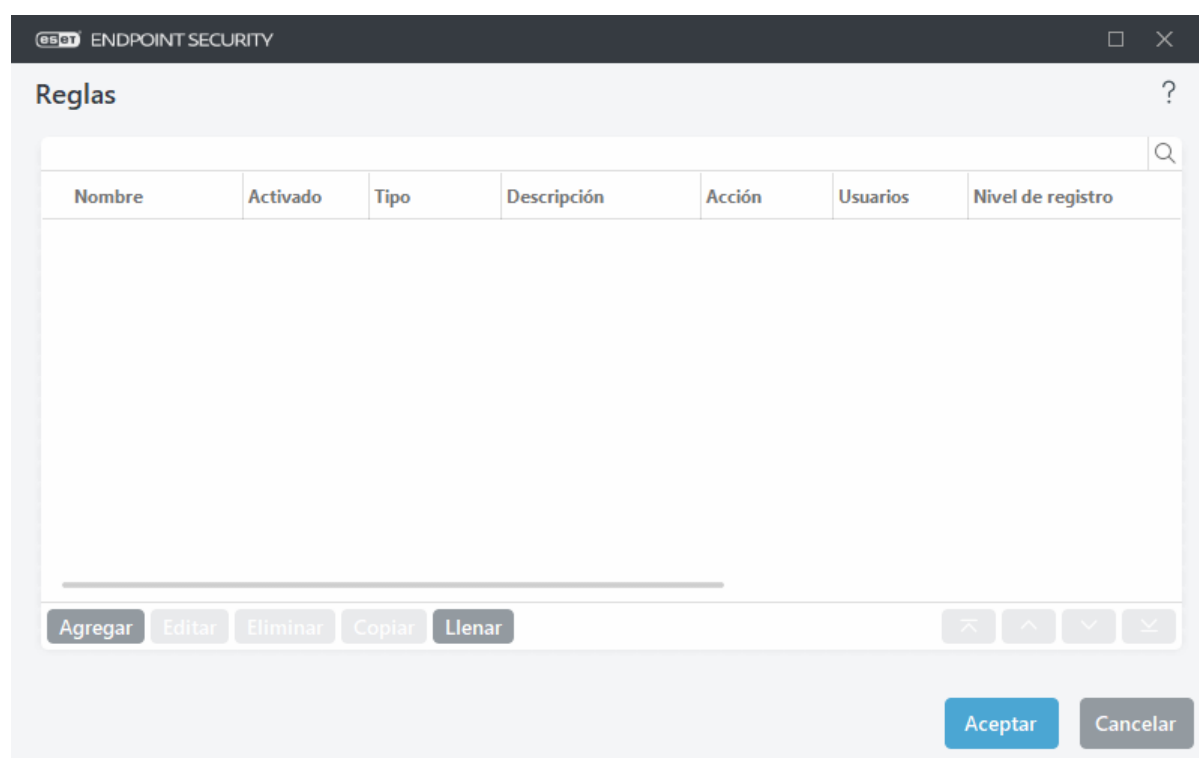 eset ENDPOINT SECURITY
Reglas
?
Nombre Activado Tipo Descripción Acción Usuarios Nivel de registro
Agregar Editar Eliminar Copiar Llenar
Aceptar Cancelar